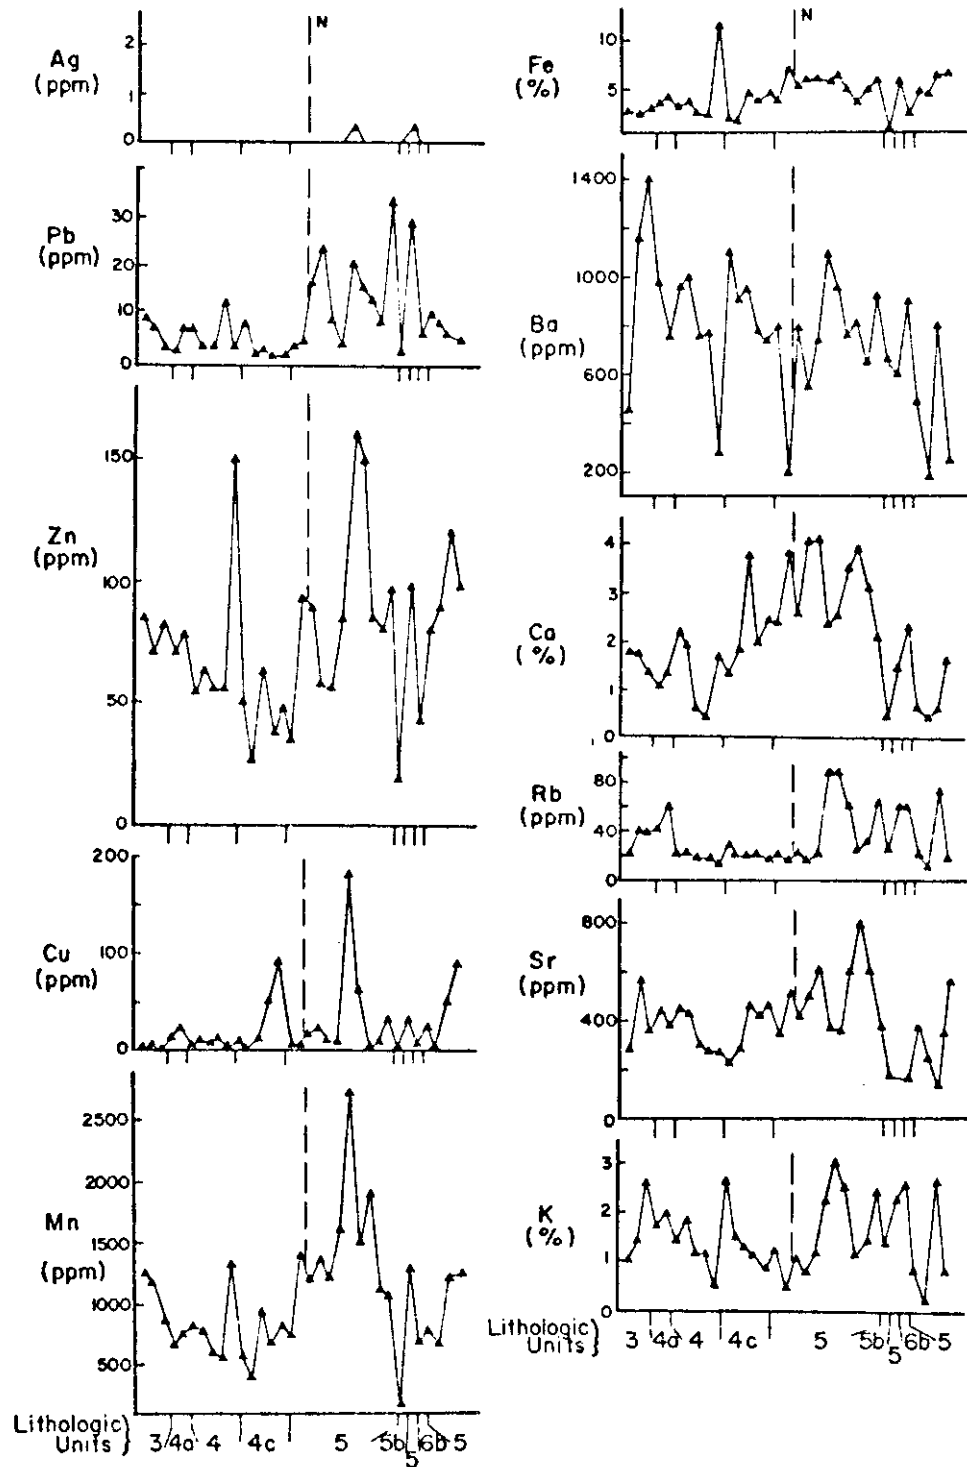 N
2
Ag
(ppm)
1
0
30
Pb
(ppm)
20
10
0
150
Zn
(ppm)
100
50
0
200
Cu
(ppm)
100
0
2500
2000
Mn
(ppm)
1500
1000
500
Lithologic}
Units
3 4a 4 4c 5 5b 5 6b 5
N
10
Fe
(%)
5
1400
1000
Ba
(ppm)
600
200
4
3
Ca
(%)
2
1
0
80
Rb
(ppm)
40
0
800
Sr
(ppm)
400
0
3
K
(%)
2
1
0
Lithologic}
Units
3 4a 4 4c 5 5b 5 6b 5